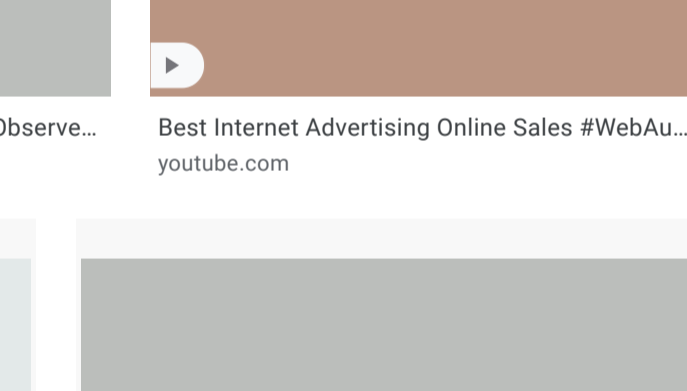 Observe...
Best Internet Advertising Online Sales #WebAu...
youtube.com